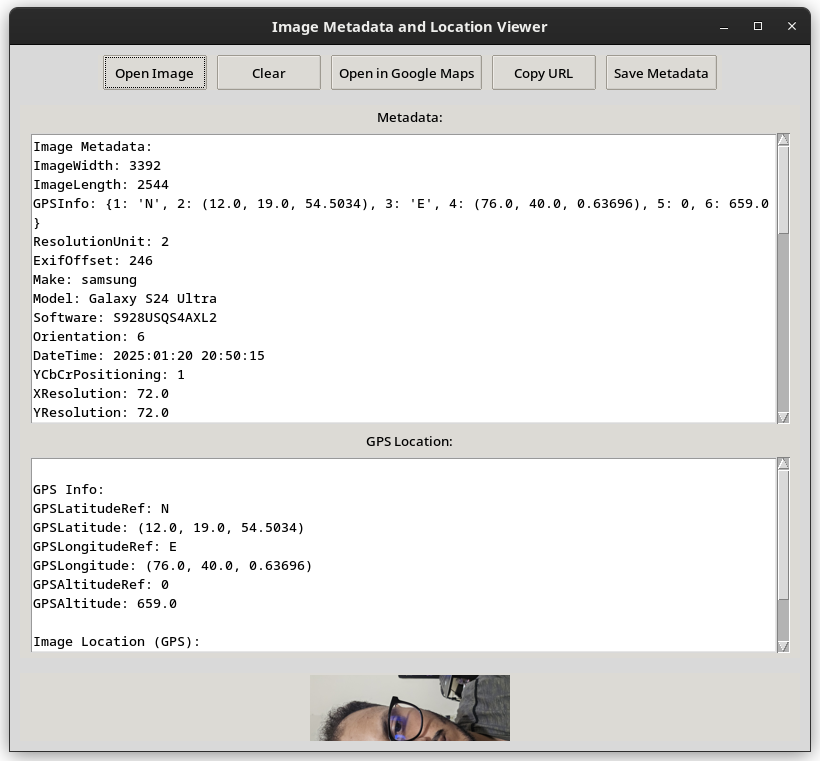 Image Metadata and Location Viewer
Open Image Clear Open in Google Maps Copy URL Save Metadata
Metadata:
Image Metadata:
ImageWidth: 3392
ImageLength: 2544
GPSInfo: {1: 'N', 2: (12.0, 19.0, 54.5034), 3: 'E', 4: (76.0, 40.0, 0.63696), 5: 0, 6: 659.0
}
ResolutionUnit: 2
ExifOffset: 246
Make: samsung
Model: Galaxy S24 Ultra
Software: S928USQS4AXL2
Orientation: 6
DateTime: 2025:01:20 20:50:15
YCbCrPositioning: 1
XResolution: 72.0
YResolution: 72.0
GPS Location:
GPS Info:
GPSLatitudeRef: N
GPSLatitude: (12.0, 19.0, 54.5034)
GPSLongitudeRef: E
GPSLongitude: (76.0, 40.0, 0.63696)
GPSAltitudeRef: 0
GPSAltitude: 659.0
Image Location (GPS):